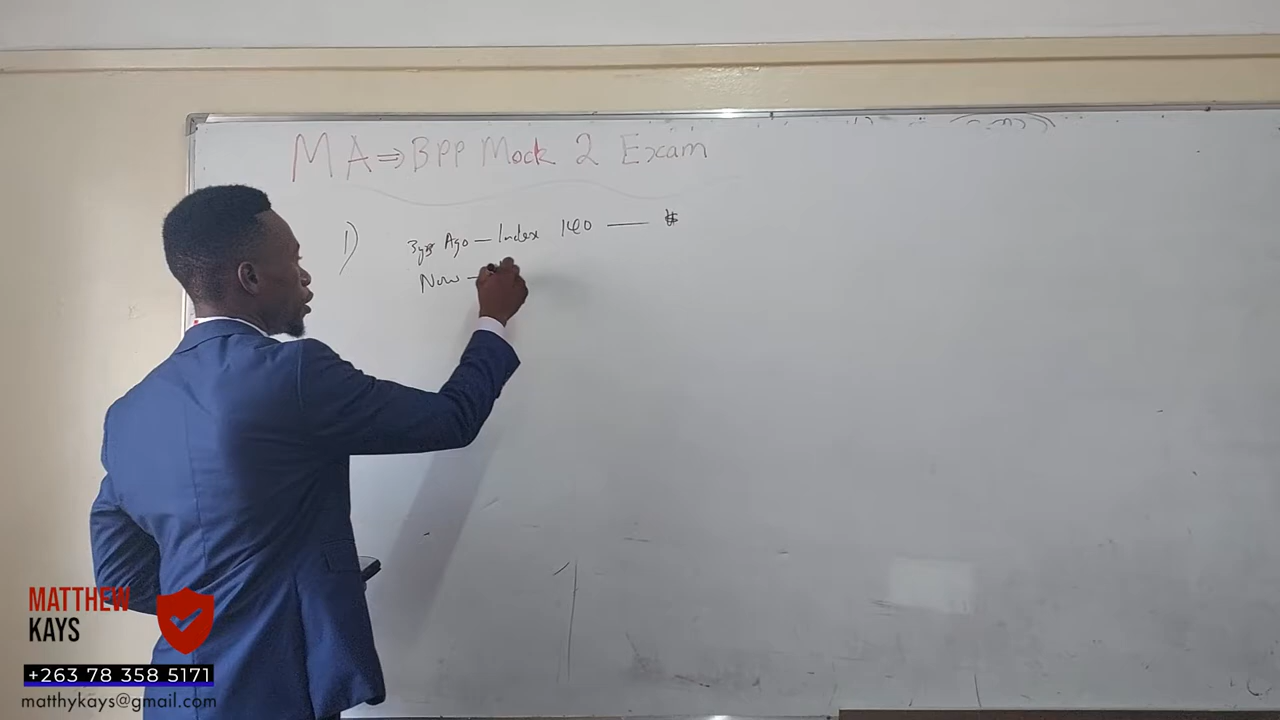 MA ⇒ BPP Mock 2 Exam
1) 3yrs Ago — Index 140 — $
Now —
MATTHEW
KAYS
+263 78 358 5171
matthykays@gmail.com